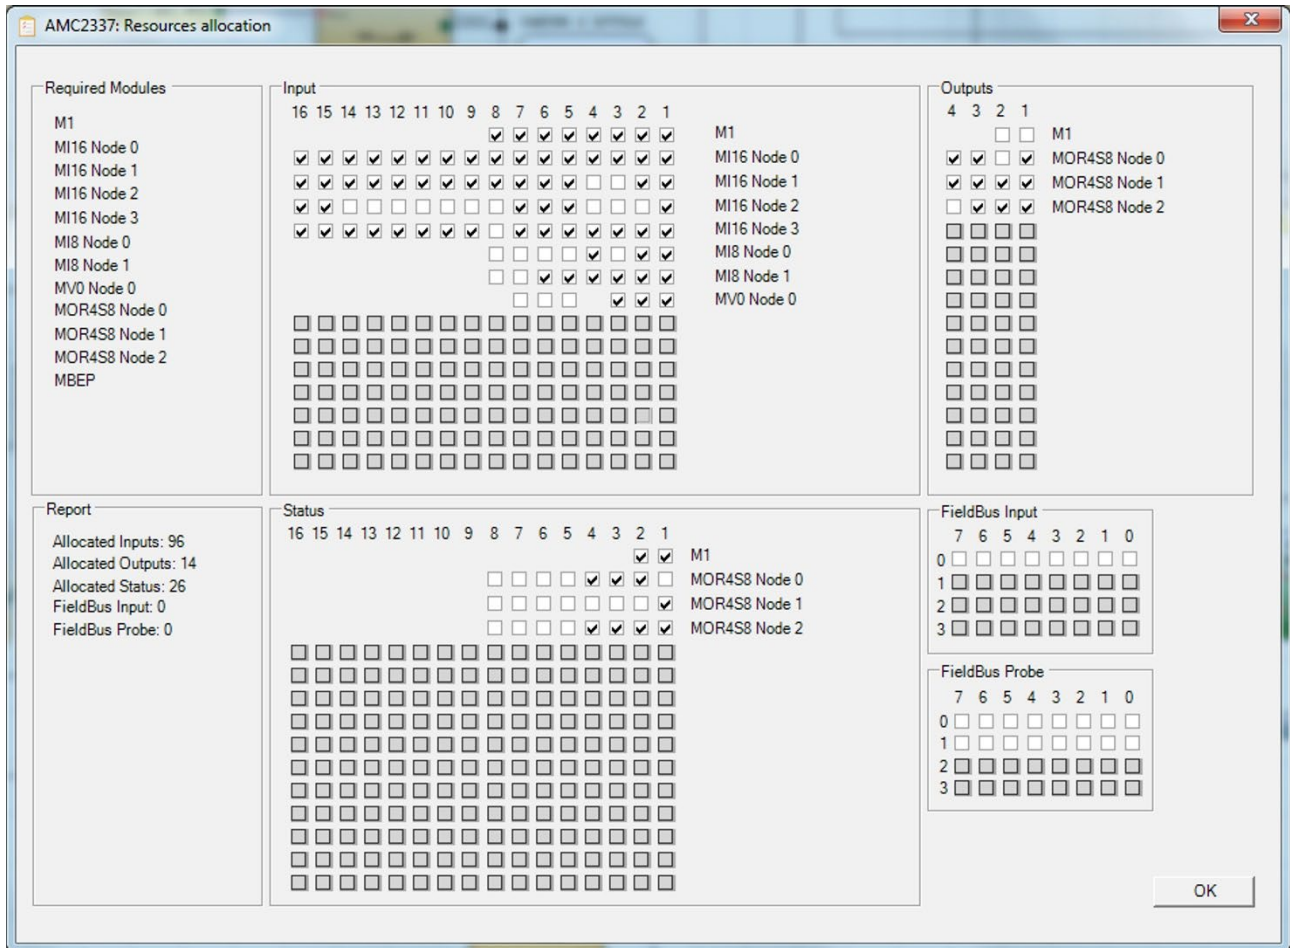 AMC2337: Resources allocation
Required Modules
M1
MI16 Node 0
MI16 Node 1
MI16 Node 2
MI16 Node 3
MI8 Node 0
MI8 Node 1
MV0 Node 0
MOR4S8 Node 0
MOR4S8 Node 1
MOR4S8 Node 2
MBEP
Input
16 15 14 13 12 11 10 9 8 7 6 5 4 3 2 1
M1
MI16 Node 0
MI16 Node 1
MI16 Node 2
MI16 Node 3
MI8 Node 0
MI8 Node 1
MV0 Node 0
Outputs
4 3 2 1
M1
MOR4S8 Node 0
MOR4S8 Node 1
MOR4S8 Node 2
Report
Allocated Inputs: 96
Allocated Outputs: 14
Allocated Status: 26
FieldBus Input: 0
FieldBus Probe: 0
Status
16 15 14 13 12 11 10 9 8 7 6 5 4 3 2 1
M1
MOR4S8 Node 0
MOR4S8 Node 1
MOR4S8 Node 2
FieldBus Input
7 6 5 4 3 2 1 0
0
1
2
3
FieldBus Probe
7 6 5 4 3 2 1 0
0
1
2
3
OK